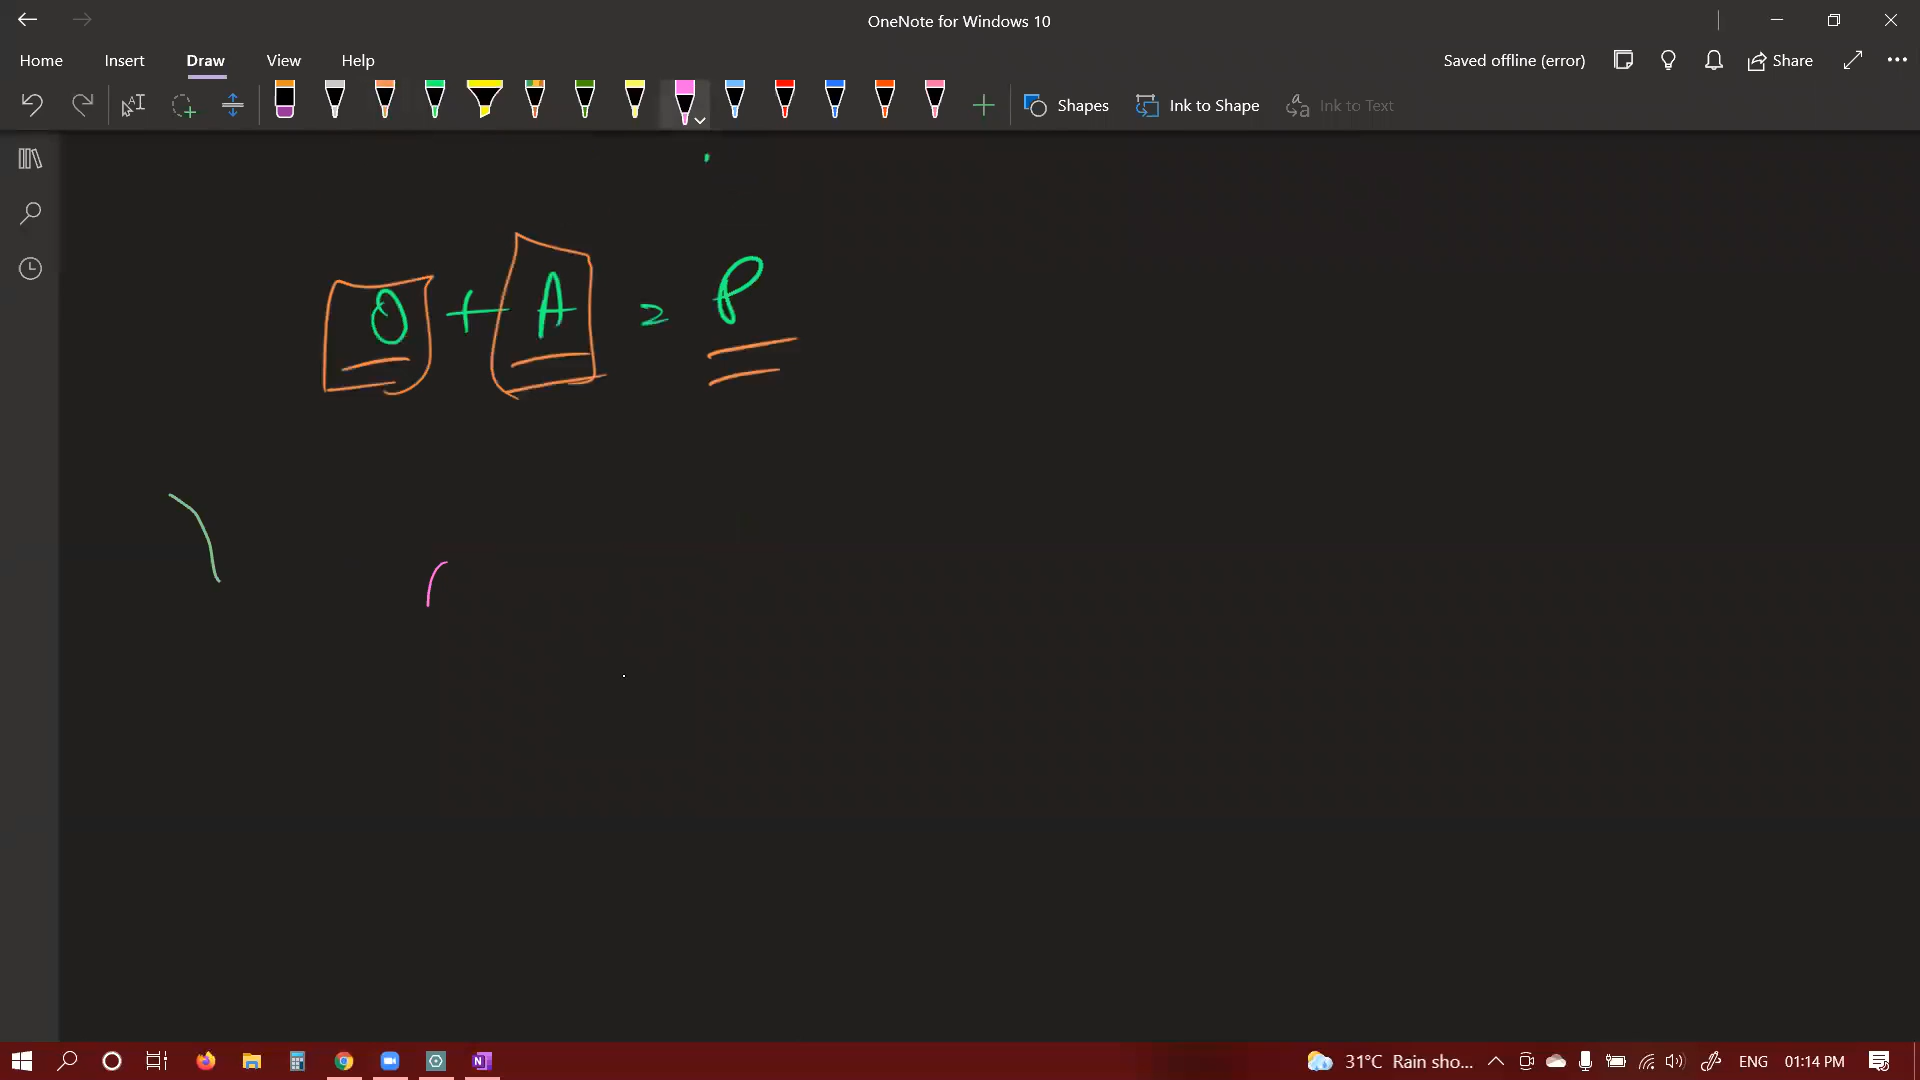 OneNote for Windows 10
Home Insert Draw View Help Saved offline (error) Share
Shapes Ink to Shape Ink to Text
O + A = P
31°C Rain sho... ENG 01:14 PM